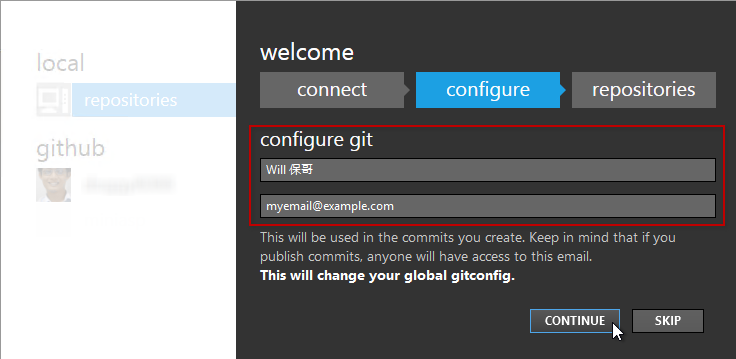 local
repositories
github
welcome
connect
configure
repositories
configure git
Will 保哥
myemail@example.com
This will be used in the commits you create. Keep in mind that if you
publish commits, anyone will have access to this email.
This will change your global gitconfig.
CONTINUE
SKIP